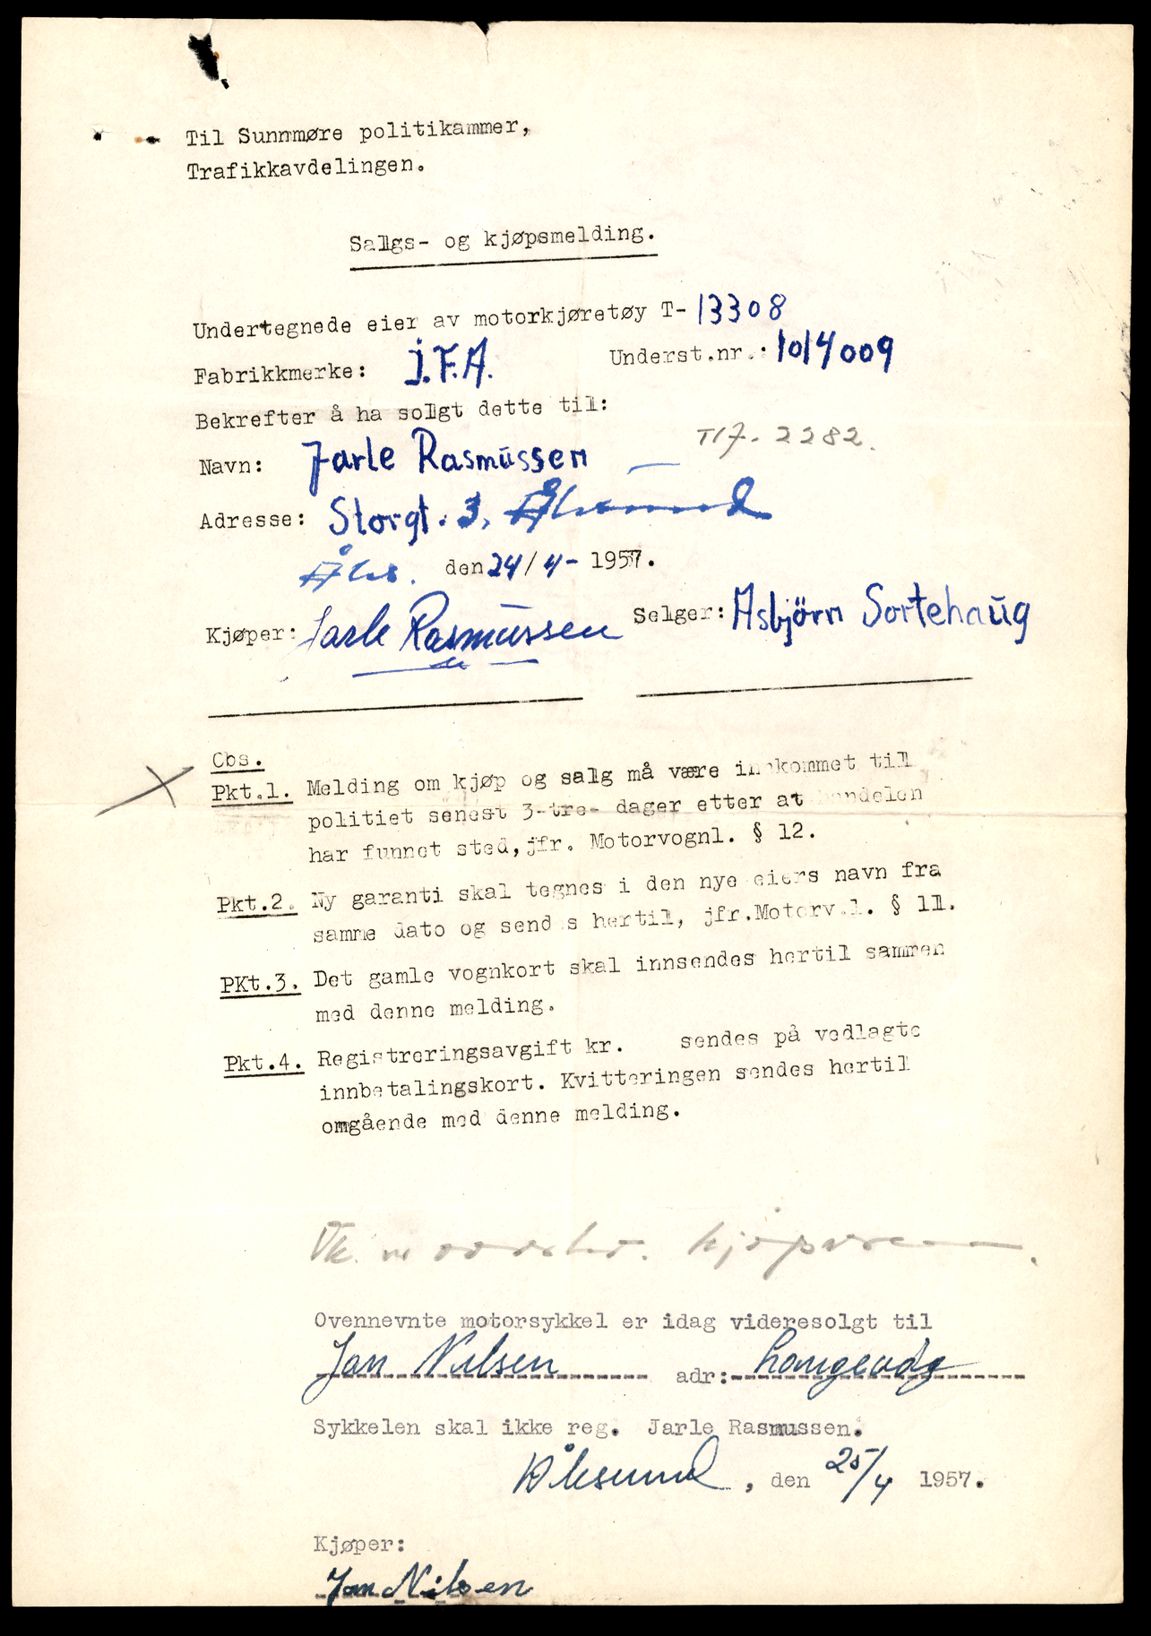 Til Sunnmøre politikammer,
Trafikkavdelingen.
Salgs- og kjøpsmelding.
Undertegnede eier av motorkjøretøy T- 13308
Fabrikkmerke: J.F.A. Underst.nr.: 1014009
Bekrefter å ha solgt dette til:
Tlf. 2282.
Navn: Jarle Rasmussen
Adresse: Storgt. 3, Ålesund
Åles. den 24/4- 1957.
Kjøper: Jarle Rasmussen Selger: Asbjörn Sortehaug
Obs.
Pkt.1. Melding om kjøp og salg må være innkommet till
politiet senest 3-tre- dager etter at handelen
har funnet sted, jfr. Motorvognl. § 12.
Pkt.2. Ny garanti skal tegnes i den nye eiers navn fra
samme dato og sendes hertil, jfr.Motorv.l. § 11.
PKt.3. Det gamle vognkort skal innsendes hertil sammen
med denne melding.
Pkt.4. Registreringsavgift kr. sendes på vedlagte
innbetalingskort. Kvitteringen sendes hertil
omgående med denne melding.
Ovennevnte motorsykkel er idag videresolgt til
Jan Nilsen adr: Langevåg
Sykkelen skal ikke reg. Jarle Rasmussen.
Ålesund, den 25/4 1957.
Kjøper:
Jan Nilsen